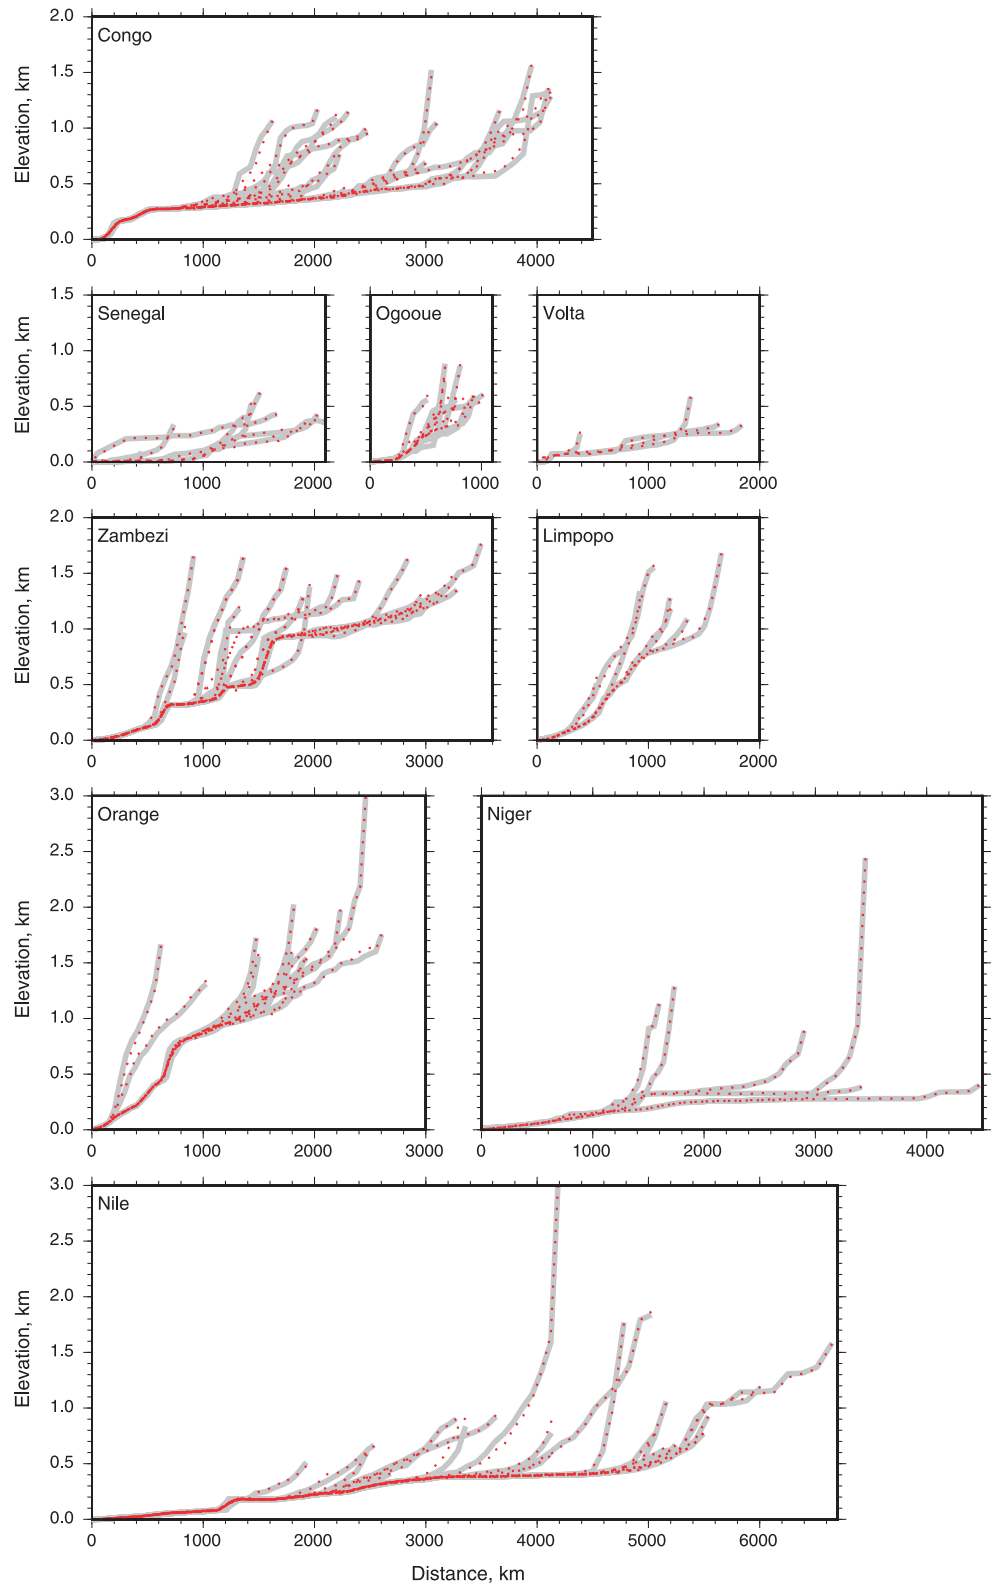 2.0
Congo
1.5
1.0
0.5
0.0
Elevation, km
0 1000 2000 3000 4000
1.5
Senegal Ogooue Volta
1.0
0.5
0.0
Elevation, km
0 1000 2000 0 1000 0 1000 2000
2.0
Zambezi Limpopo
1.5
1.0
0.5
0.0
Elevation, km
0 1000 2000 3000 0 1000 2000
3.0
Orange Niger
2.5
2.0
1.5
1.0
0.5
0.0
Elevation, km
0 1000 2000 3000 0 1000 2000 3000 4000
3.0
Nile
2.5
2.0
1.5
1.0
0.5
0.0
Elevation, km
0 1000 2000 3000 4000 5000 6000
Distance, km